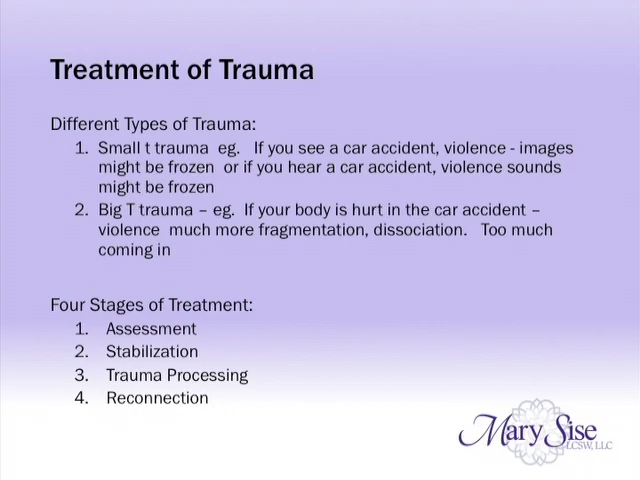 Treatment of Trauma
Different Types of Trauma:
1. Small t trauma eg. If you see a car accident, violence - images
might be frozen or if you hear a car accident, violence sounds
might be frozen
2. Big T trauma – eg. If your body is hurt in the car accident –
violence much more fragmentation, dissociation. Too much
coming in
Four Stages of Treatment:
1. Assessment
2. Stabilization
3. Trauma Processing
4. Reconnection
Mary Sise
LCSW, LLC